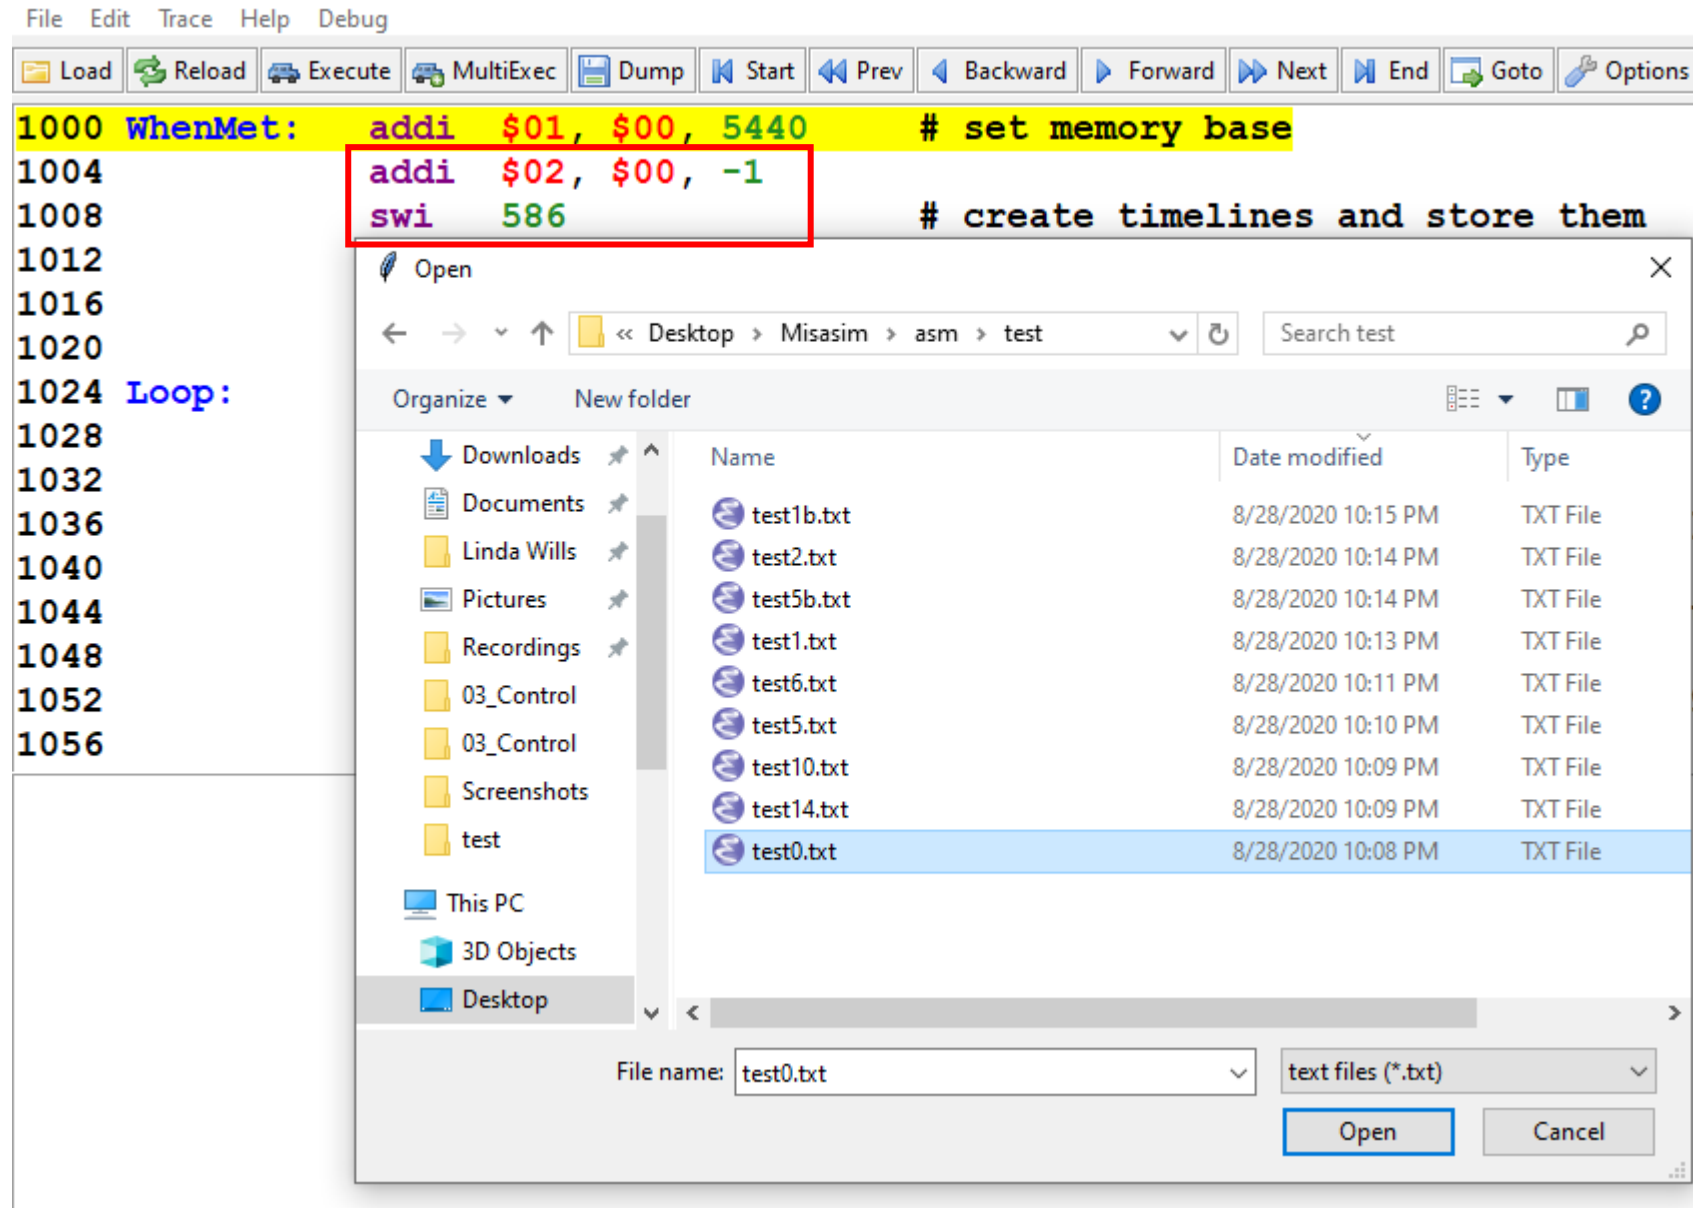 File Edit Trace Help Debug
Load Reload Execute MultiExec Dump Start Prev Backward Forward Next End Goto Options
1000 WhenMet: addi $01, $00, 5440 # set memory base
1004 addi $02, $00, -1
1008 swi 586 # create timelines and store them
1012
1016
1020
1024 Loop:
1028
1032
1036
1040
1044
1048
1052
1056
Open
« Desktop > Misasim > asm > test
Search test
Organize New folder
Downloads
Documents
Linda Wills
Pictures
Recordings
03_Control
03_Control
Screenshots
test
This PC
3D Objects
Desktop
Name Date modified Type
test1b.txt 8/28/2020 10:15 PM TXT File
test2.txt 8/28/2020 10:14 PM TXT File
test5b.txt 8/28/2020 10:14 PM TXT File
test1.txt 8/28/2020 10:13 PM TXT File
test6.txt 8/28/2020 10:11 PM TXT File
test5.txt 8/28/2020 10:10 PM TXT File
test10.txt 8/28/2020 10:09 PM TXT File
test14.txt 8/28/2020 10:09 PM TXT File
test0.txt 8/28/2020 10:08 PM TXT File
File name: test0.txt
text files (*.txt)
Open Cancel